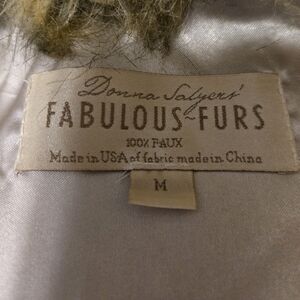 Donna Salyers'
FABULOUS~FURS
100% FAUX
Made in USA of fabric made in China
M